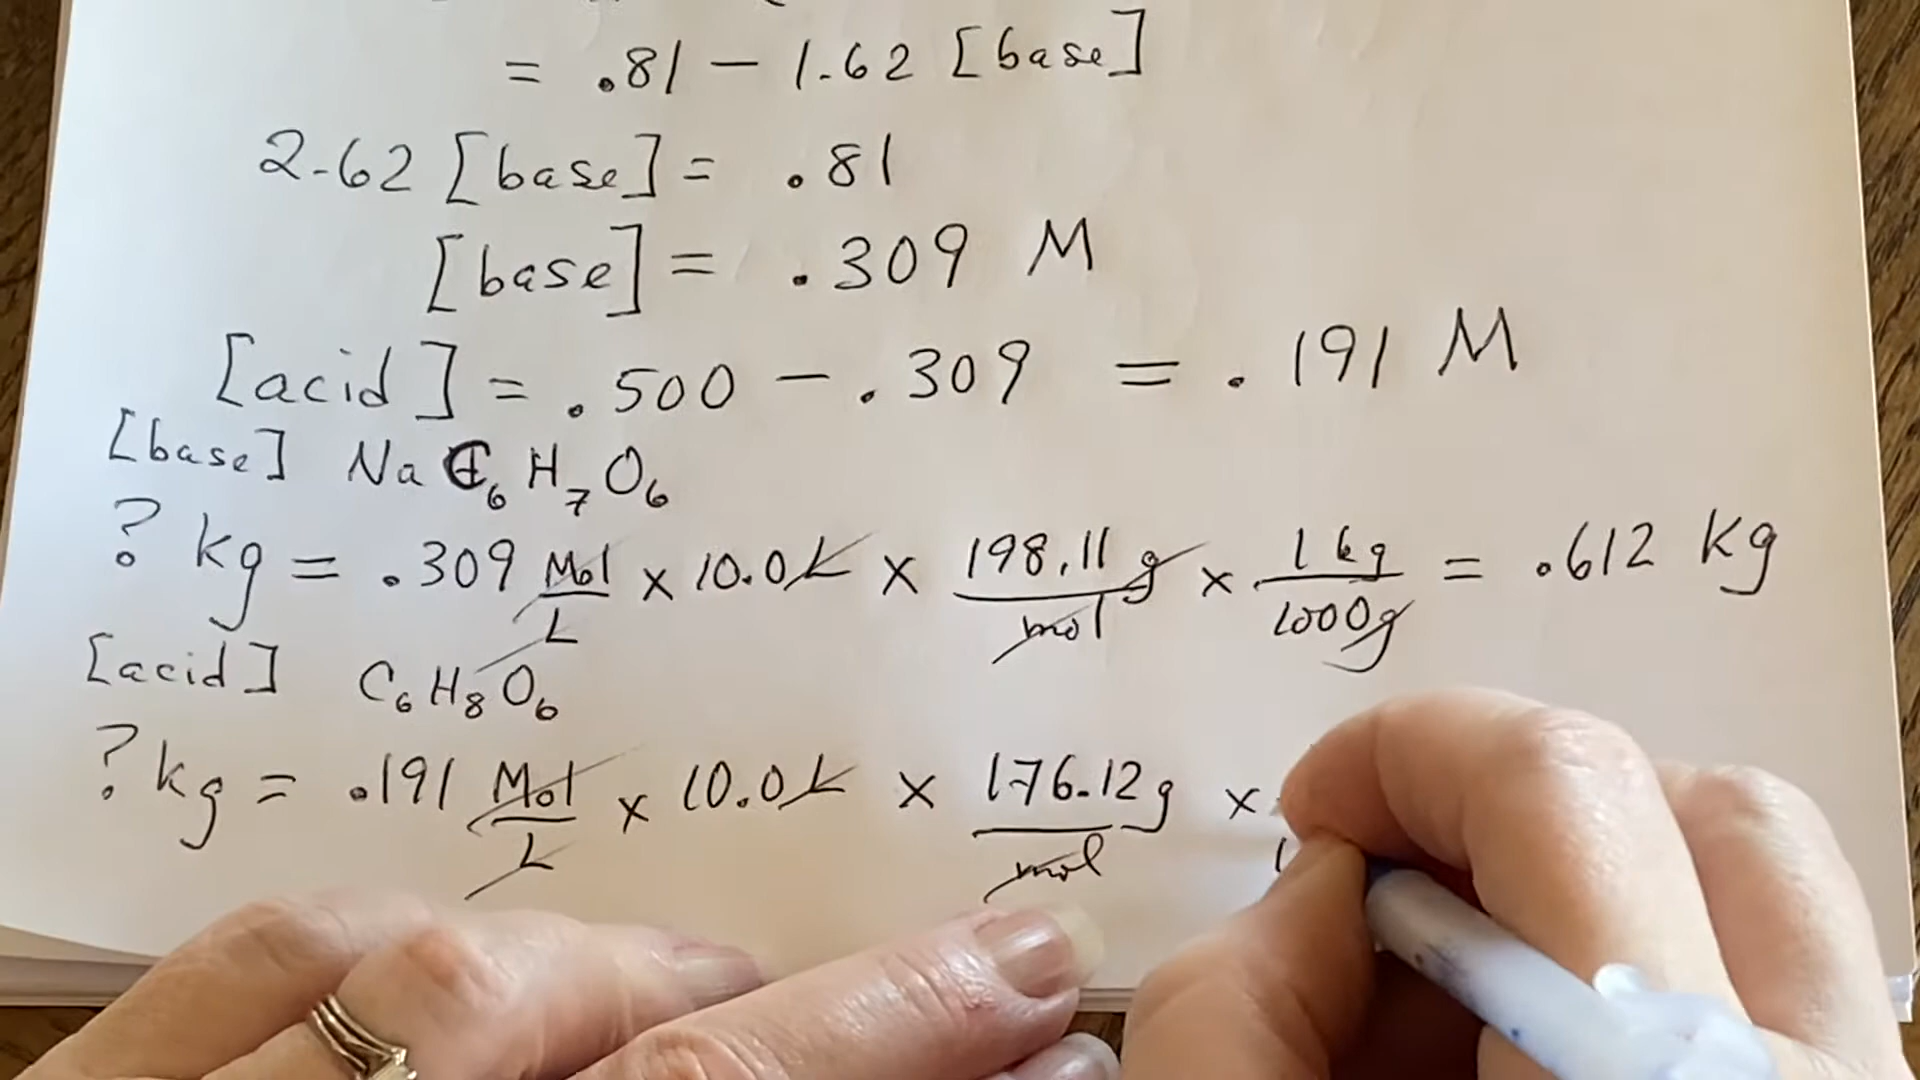 = .81 - 1.62 [base]
2.62 [base] = .81
[base] = .309 M
[acid] = .500 - .309 = .191 M
[base] NaC₆H₇O₆
? kg = .309 Mol/L x 10.0 L x 198.11 g/mol x 1 kg/1000g = .612 kg
[acid] C₆H₈O₆
? kg = .191 Mol/L x 10.0 L x 176.12 g/mol x